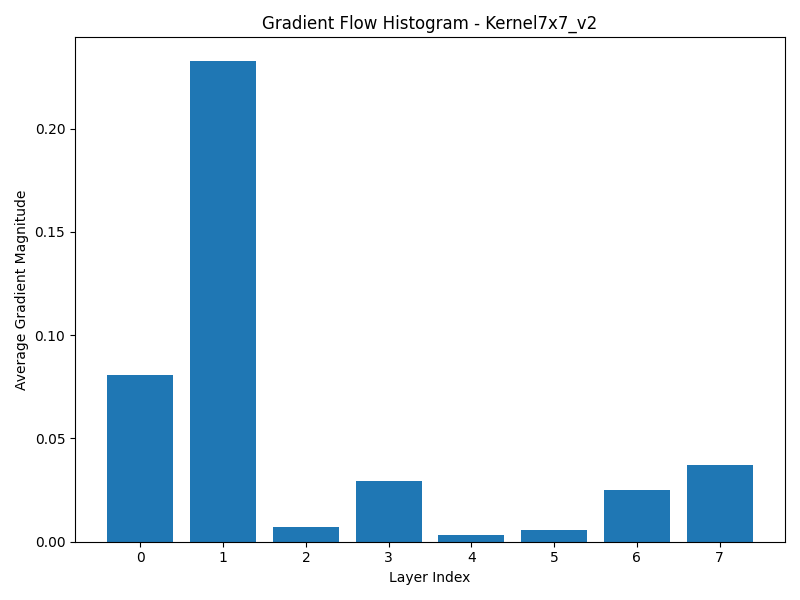 Gradient Flow Histogram - Kernel7x7_v2
Average Gradient Magnitude
0.20
0.15
0.10
0.05
0.00
0 1 2 3 4 5 6 7
Layer Index